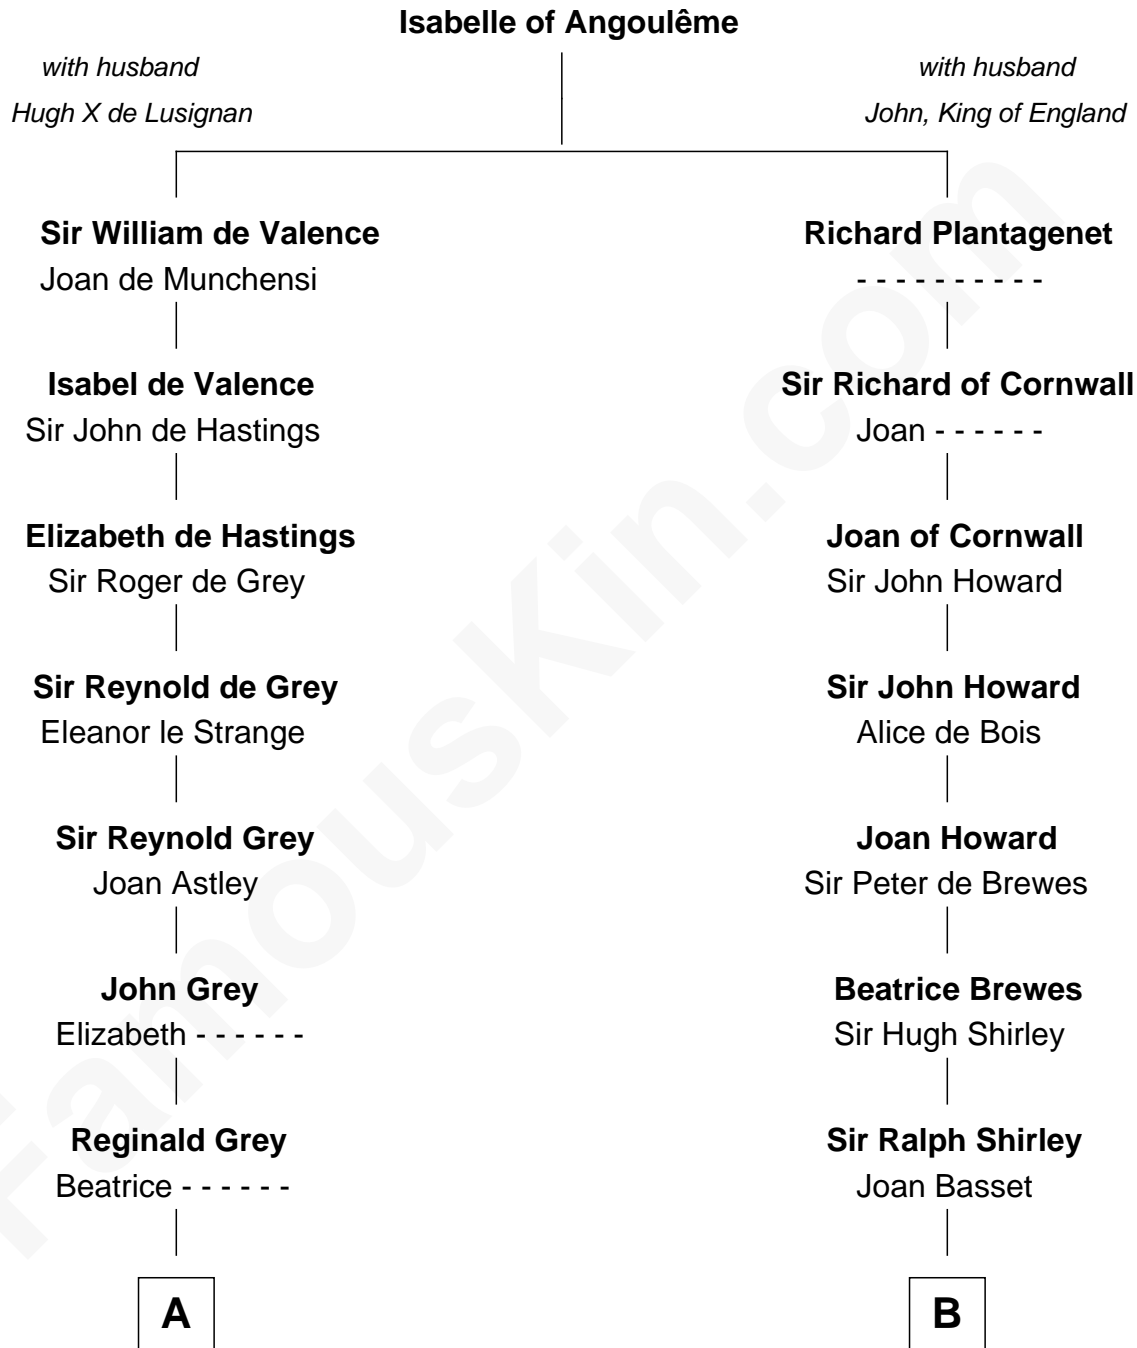 Isabelle of Angoulême
with husband
Hugh X de Lusignan
with husband
John, King of England
Sir William de Valence
Joan de Munchensi
Richard Plantagenet
- - - - - - - - - -
Isabel de Valence
Sir John de Hastings
Sir Richard of Cornwall
Joan - - - - - -
Elizabeth de Hastings
Sir Roger de Grey
Joan of Cornwall
Sir John Howard
Sir Reynold de Grey
Eleanor le Strange
Sir John Howard
Alice de Bois
Sir Reynold Grey
Joan Astley
Joan Howard
Sir Peter de Brewes
John Grey
Elizabeth - - - - - -
Beatrice Brewes
Sir Hugh Shirley
Reginald Grey
Beatrice - - - - - -
Sir Ralph Shirley
Joan Basset
A
B
FamousKin.com